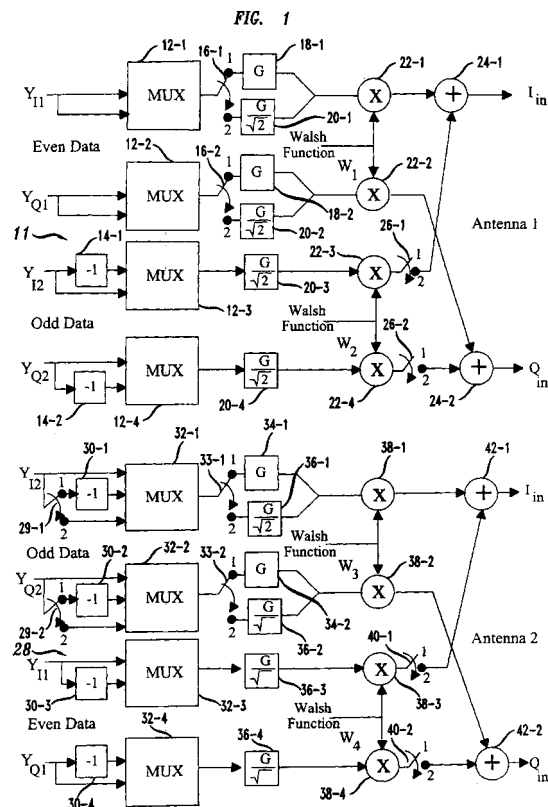 FIG. 1
12-1
16-1
1
18-1
G
22-1
24-1
Y I1
MUX
X
+
I in
2
G/√2
20-1
Walsh Function
Even Data
12-2
16-2
1
W1
22-2
Y Q1
MUX
G
X
18-2
2
G/√2
Antenna 1
11
14-1
20-2
22-3
26-1
1
Y I2
-1
MUX
G/√2
X
2
20-3
12-3
Walsh Function
26-2
Odd Data
W2
1
Y Q2
MUX
G/√2
X
2
+
Q in
-1
14-2
12-4
20-4
22-4
24-2
34-1
30-1
32-1
33-1
1
G
36-1
38-1
42-1
Y I2
1
-1
MUX
X
+
I in
29-1
2
2
G/√2
Walsh Function
Odd Data
30-2
32-2
33-2
1
W3
38-2
Y Q2
1
-1
MUX
G
X
34-2
29-2
2
2
G/√
Antenna 2
28
36-2
40-1
1
Y I1
MUX
G/√
X
2
-1
36-3
38-3
30-3
32-3
Walsh Function
Even Data
32-4
36-4
W4
40-2
1
42-2
Y Q1
-1
MUX
G/√
X
2
+
Q in
30-4
38-4